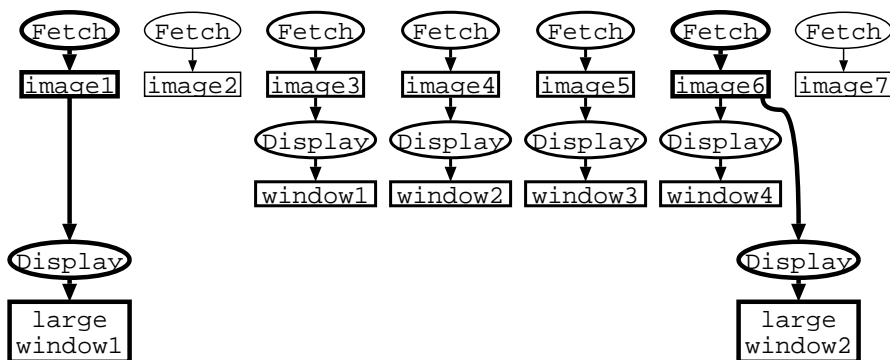 Fetch Fetch Fetch Fetch Fetch Fetch Fetch
image1 image2 image3 image4 image5 image6 image7
Display Display Display Display
window1 window2 window3 window4
Display Display
large large
window1 window2